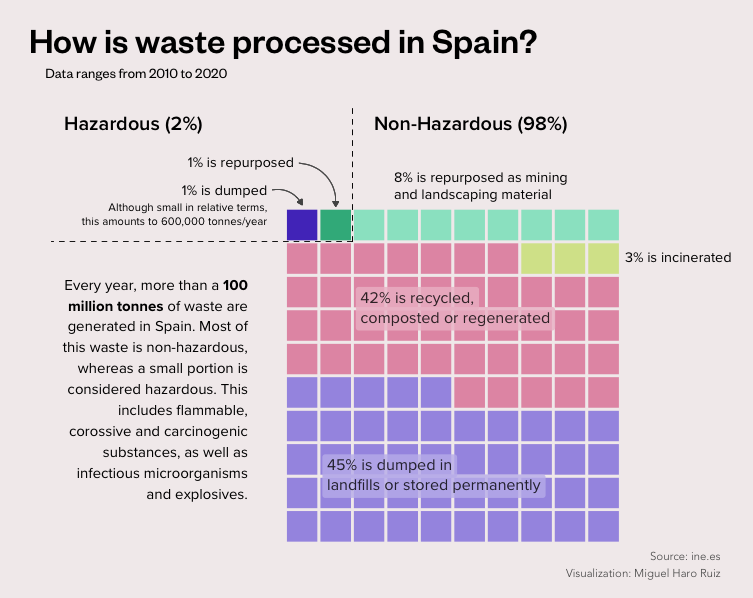 How is waste processed in Spain?
Data ranges from 2010 to 2020
Hazardous (2%)
Non-Hazardous (98%)
1% is repurposed
1% is dumped
Although small in relative terms,
this amounts to 600,000 tonnes/year
8% is repurposed as mining
and landscaping material
3% is incinerated
42% is recycled,
composted or regenerated
Every year, more than a 100
million tonnes of waste are
generated in Spain. Most of
this waste is non-hazardous,
whereas a small portion is
considered hazardous. This
includes flammable,
corossive and carcinogenic
substances, as well as
infectious microorganisms
and explosives.
45% is dumped in
landfills or stored permanently
Source: ine.es
Visualization: Miguel Haro Ruiz